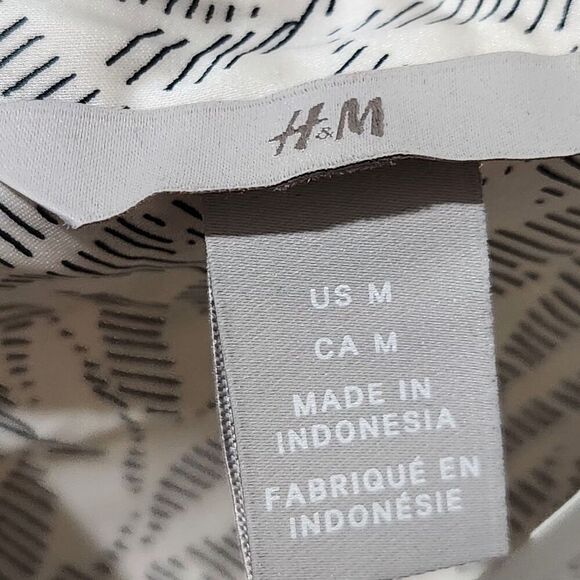 H&M
US M
CA M
MADE IN
INDONESIA
FABRIQUÉ EN
INDONÉSIE